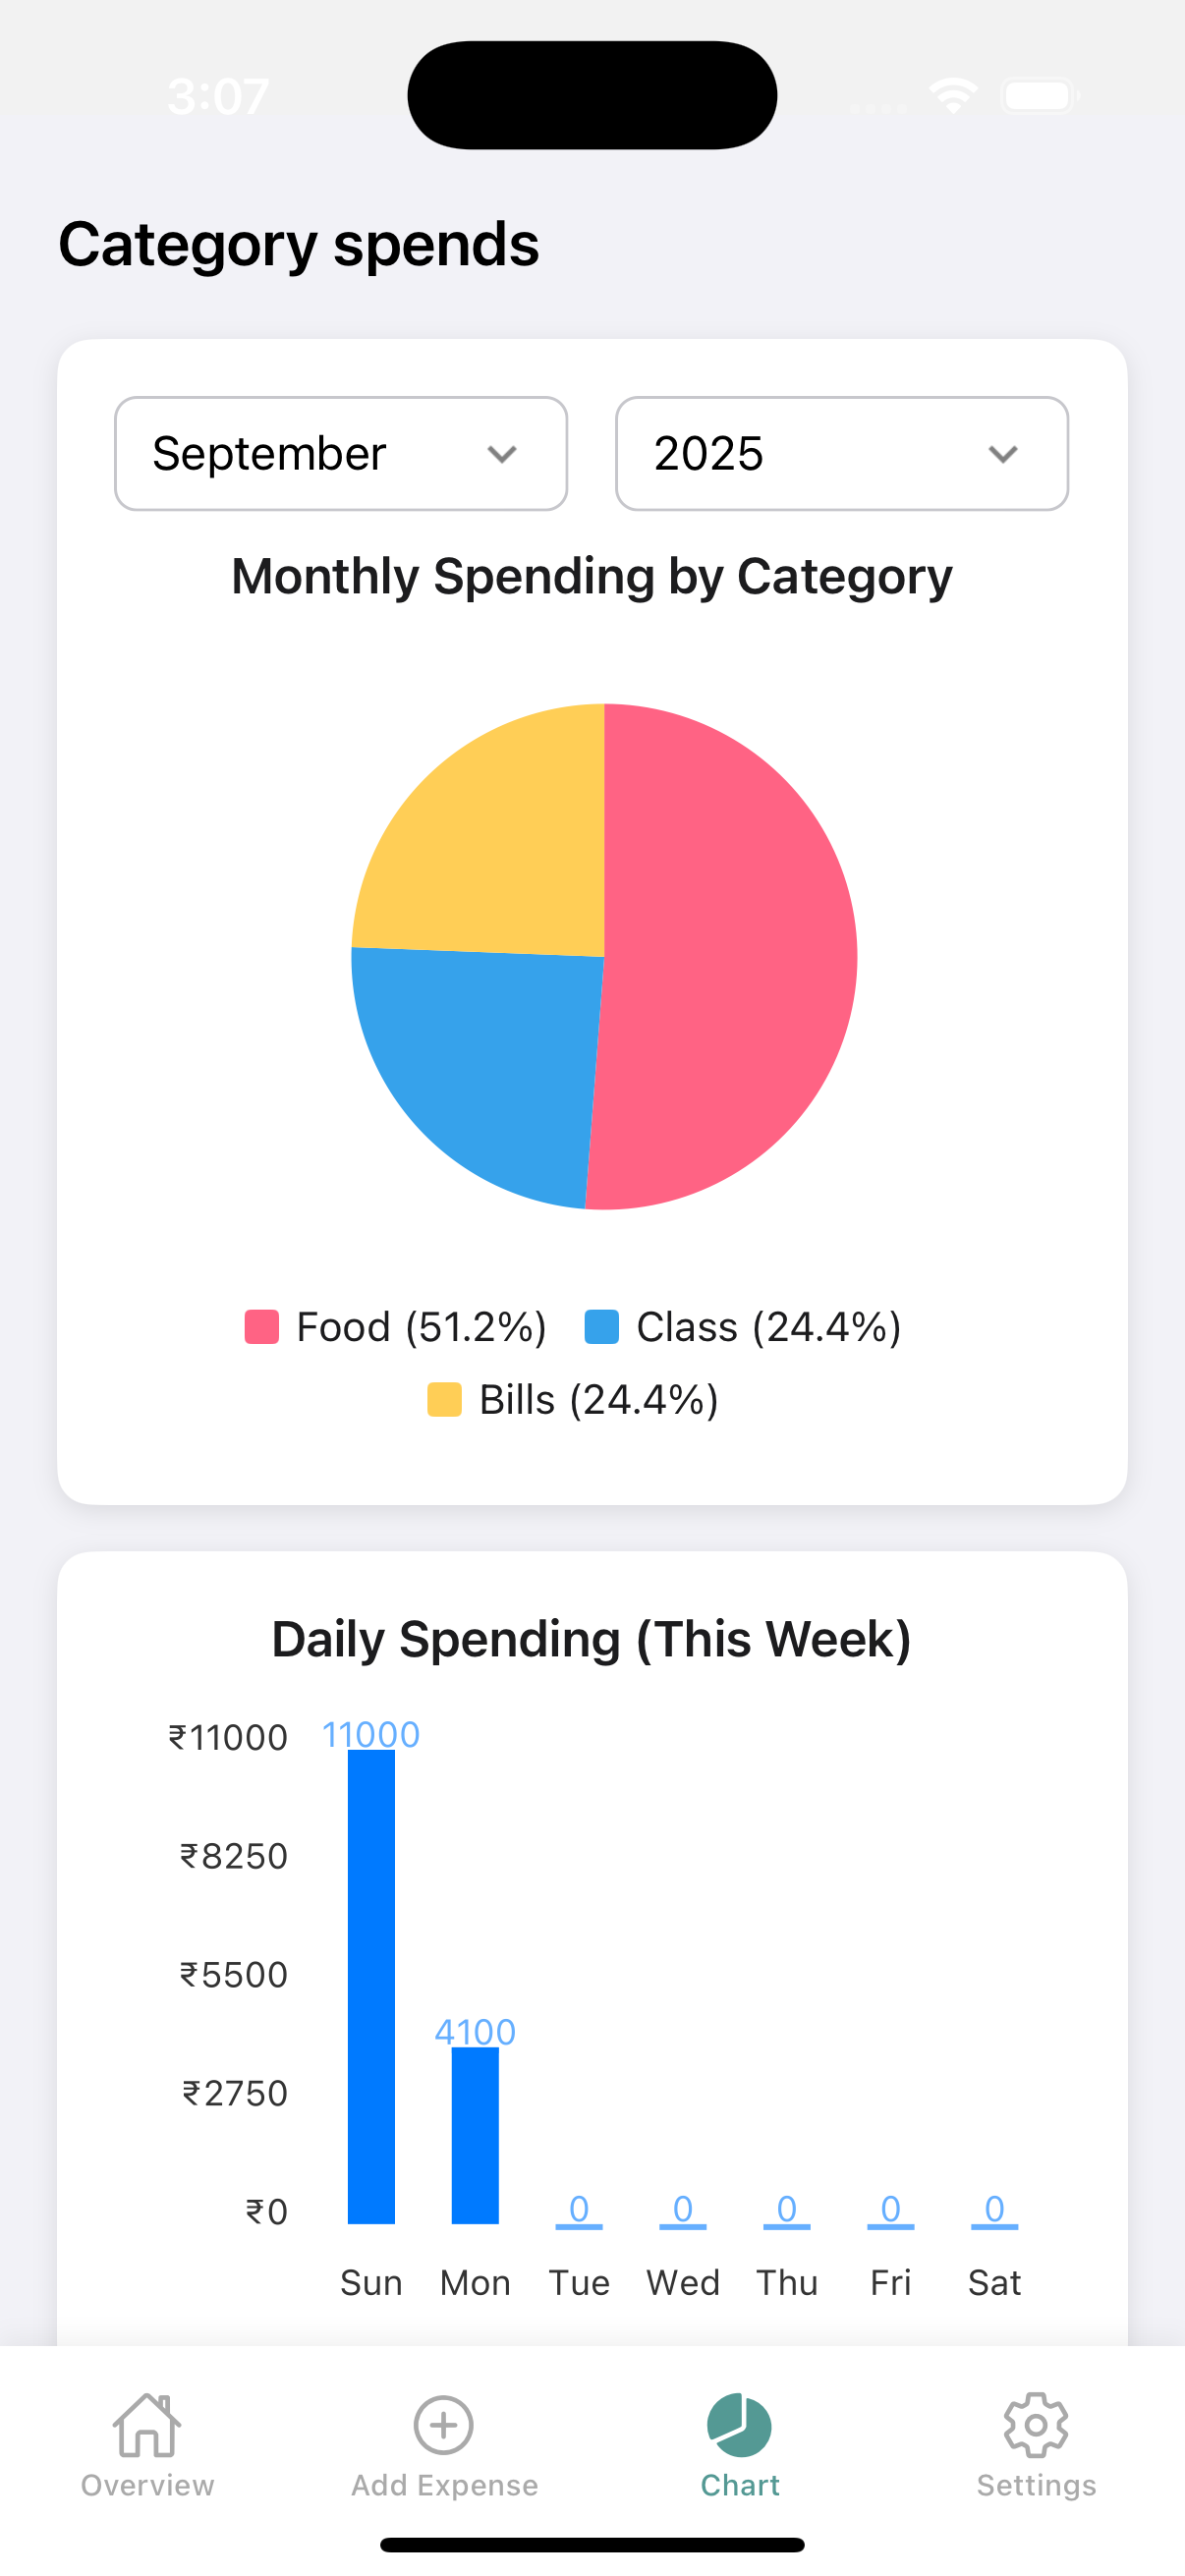 3:07
Category spends
September 2025
Monthly Spending by Category
Food (51.2%) Class (24.4%)
Bills (24.4%)
Daily Spending (This Week)
₹11000 11000
₹8250
₹5500
4100
₹2750
₹0 0 0 0 0 0
Sun Mon Tue Wed Thu Fri Sat
Overview Add Expense Chart Settings